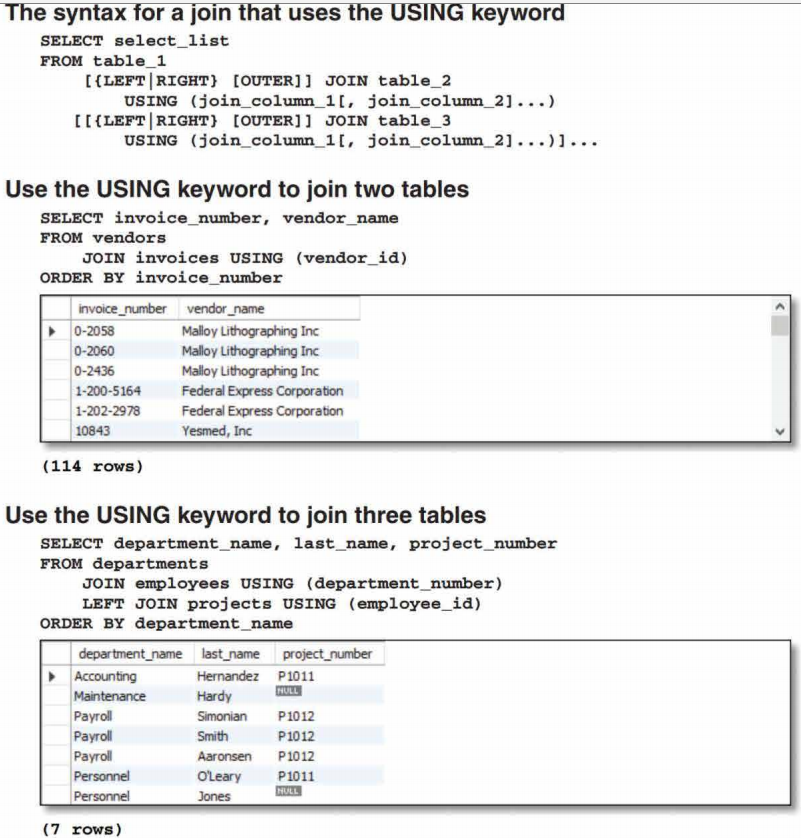 The syntax for a join that uses the USING keyword
SELECT select_list
FROM table_1
[{LEFT|RIGHT} [OUTER]] JOIN table_2
USING (join_column_1[, join_column_2]...)
[[{LEFT|RIGHT} [OUTER]] JOIN table_3
USING (join_column_1[, join_column_2]...)]...
Use the USING keyword to join two tables
SELECT invoice_number, vendor_name
FROM vendors
JOIN invoices USING (vendor_id)
ORDER BY invoice_number
invoice_number vendor_name
0-2058 Malloy Lithographing Inc
0-2060 Malloy Lithographing Inc
0-2436 Malloy Lithographing Inc
1-200-5164 Federal Express Corporation
1-202-2978 Federal Express Corporation
10843 Yesmed, Inc
(114 rows)
Use the USING keyword to join three tables
SELECT department_name, last_name, project_number
FROM departments
JOIN employees USING (department_number)
LEFT JOIN projects USING (employee_id)
ORDER BY department_name
department_name last_name project_number
Accounting Hernandez P1011
Maintenance Hardy NULL
Payroll Simonian P1012
Payroll Smith P1012
Payroll Aaronsen P1012
Personnel O'Leary P1011
Personnel Jones NULL
(7 rows)